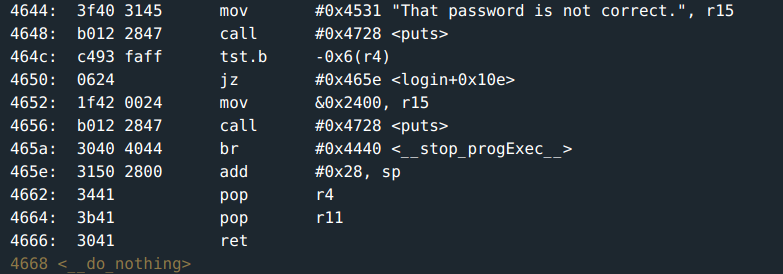 4644: 3f40 3145 mov #0x4531 "That password is not correct.", r15
4648: b012 2847 call #0x4728 <puts>
464c: c493 faff tst.b -0x6(r4)
4650: 0624 jz #0x465e <login+0x10e>
4652: 1f42 0024 mov &0x2400, r15
4656: b012 2847 call #0x4728 <puts>
465a: 3040 4044 br #0x4440 <__stop_progExec__>
465e: 3150 2800 add #0x28, sp
4662: 3441 pop r4
4664: 3b41 pop r11
4666: 3041 ret
4668 <__do_nothing>